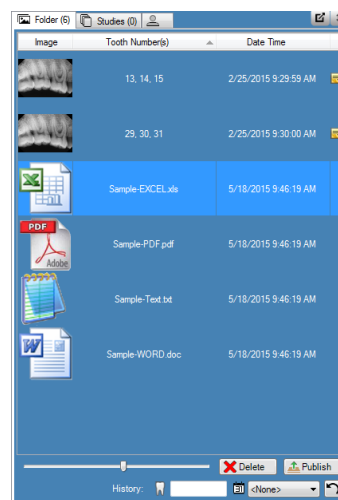 Folder (6) Studies (0)
Image Tooth Number(s) Date Time
13, 14, 15 2/25/2015 9:29:59 AM
29, 30, 31 2/25/2015 9:30:00 AM
Sample-EXCEL.xls 5/18/2015 9:46:19 AM
PDF
Adobe
Sample-PDF.pdf 5/18/2015 9:46:19 AM
Sample-Text.txt 5/18/2015 9:46:19 AM
W
Sample-WORD.doc 5/18/2015 9:46:19 AM
Delete Publish
History: <None>